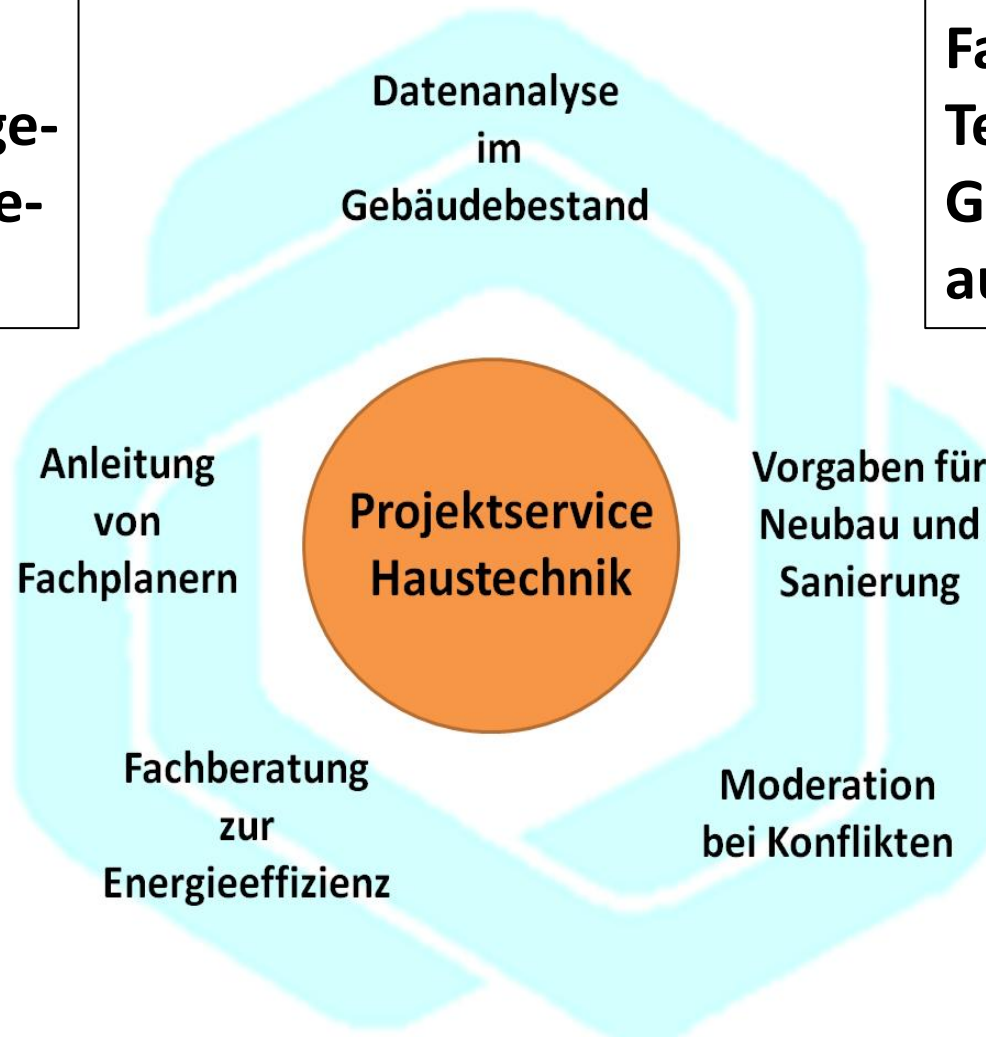 Datenanalyse
im
Gebäudebestand
Anleitung
von
Fachplanern
Projektservice
Haustechnik
Vorgaben für
Neubau und
Sanierung
Fachberatung
zur
Energieeffizienz
Moderation
bei Konflikten